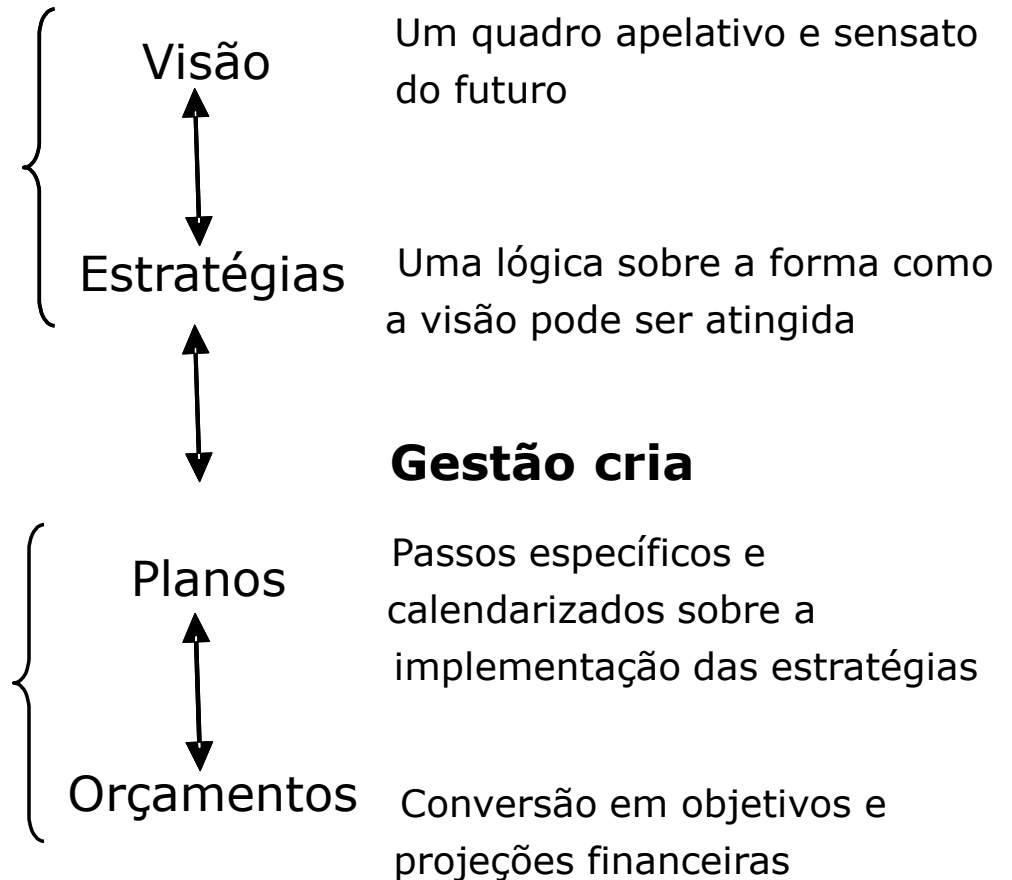 Visão
Um quadro apelativo e sensato
do futuro
Estratégias
Uma lógica sobre a forma como
a visão pode ser atingida
Gestão cria
Planos
Passos específicos e
calendarizados sobre a
implementação das estratégias
Orçamentos
Conversão em objetivos e
projeções financeiras